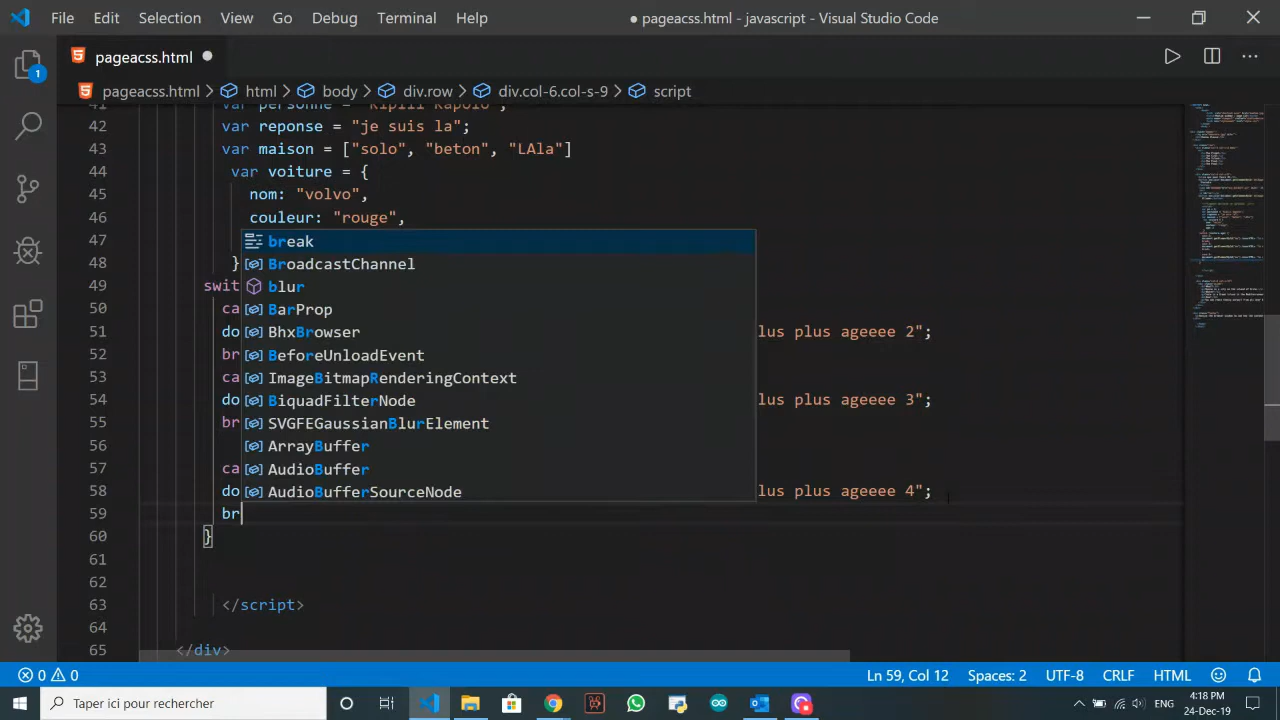 File Edit Selection View Go Debug Terminal Help
● pageacss.html - javascript - Visual Studio Code
pageacss.html ●
pageacss.html > html > body > div.row > div.col-6.col-s-9 > script
41 var personne = "Kipili Kapolo";
42 var reponse = "je suis la";
43 var maison = ["solo", "beton", "LAla"]
44 var voiture = {
45 nom: "volvo",
46 couleur: "rouge",
47
48 }
49 swit
50 ca
51 do lus plus ageeee 2";
52 br
53 ca
54 do lus plus ageeee 3";
55 br
56
57 ca
58 do lus plus ageeee 4";
59 br
60 }
61
62
63 </script>
64
65 </div>
break
BroadcastChannel
blur
BarProp
BhxBrowser
BeforeUnloadEvent
ImageBitmapRenderingContext
BiquadFilterNode
SVGFEGaussianBlurElement
ArrayBuffer
AudioBuffer
AudioBufferSourceNode
1
0 0 Ln 59, Col 12 Spaces: 2 UTF-8 CRLF HTML
Taper ici pour rechercher
ENG
4:18 PM
24-Dec-19